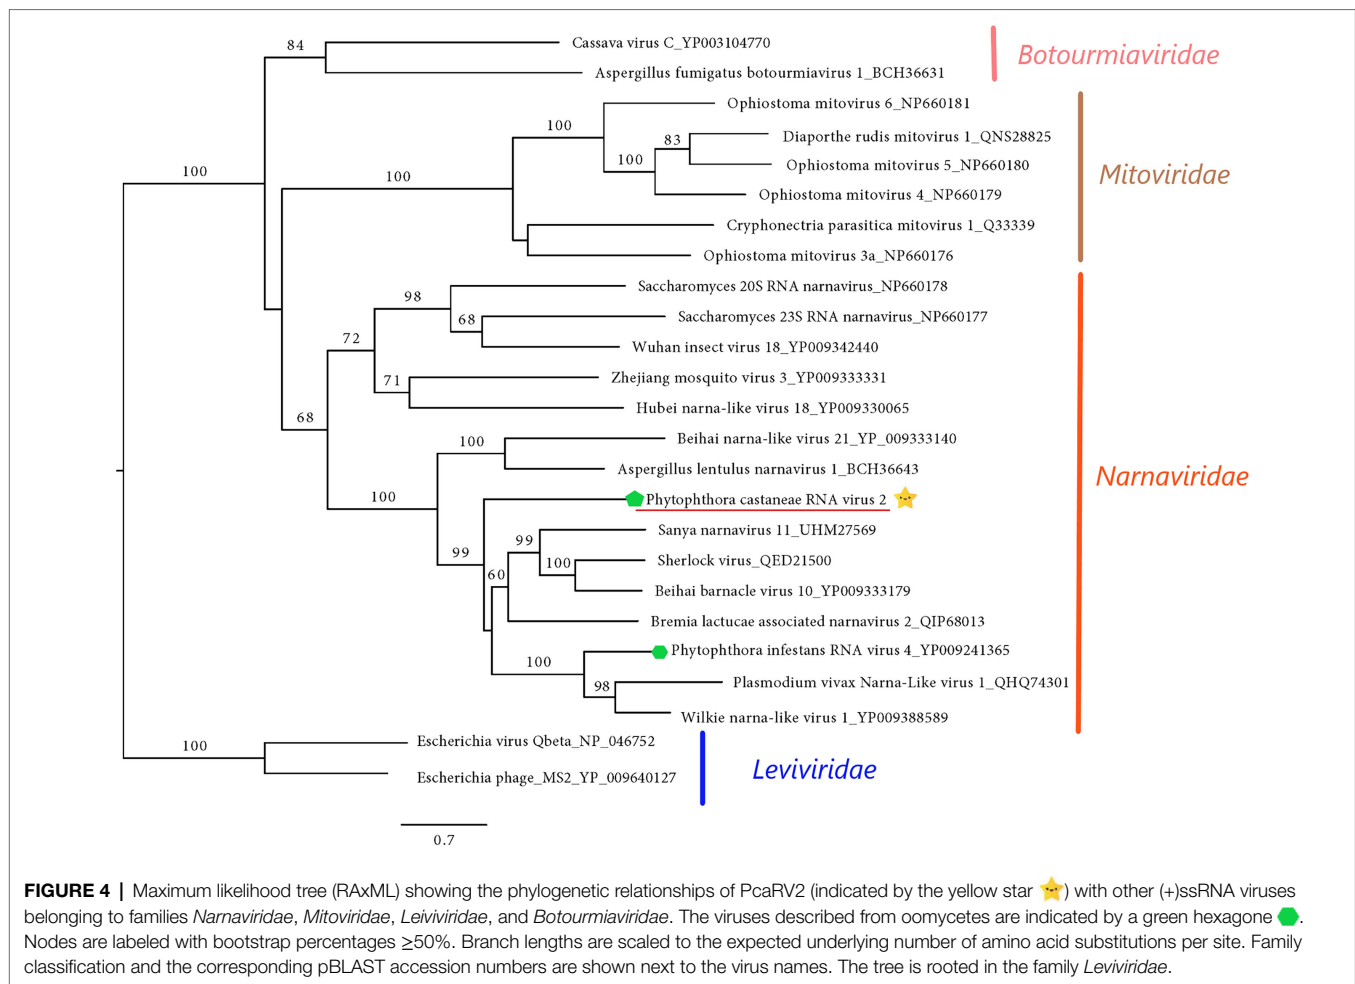 84
Cassava virus C_YP003104770
Aspergillus fumigatus botourmiavirus 1_BCH36631
Botourmiaviridae
Ophiostoma mitovirus 6_NP660181
100
83
Diaporthe rudis mitovirus 1_QNS28825
100
Ophiostoma mitovirus 5_NP660180
100
100
Ophiostoma mitovirus 4_NP660179
Mitoviridae
Cryphonectria parasitica mitovirus 1_Q33339
Ophiostoma mitovirus 3a_NP660176
Saccharomyces 20S RNA narnavirus_NP660178
98
68
Saccharomyces 23S RNA narnavirus_NP660177
72
Wuhan insect virus 18_YP009342440
71
Zhejiang mosquito virus 3_YP009333331
Hubei narna-like virus 18_YP009330065
68
100
Beihai narna-like virus 21_YP_009333140
Aspergillus lentulus narnavirus 1_BCH36643
Narnaviridae
100
Phytophthora castaneae RNA virus 2
99
Sanya narnavirus 11_UHM27569
99
100
Sherlock virus_QED21500
60
Beihai barnacle virus 10_YP009333179
Bremia lactucae associated narnavirus 2_QIP68013
100
Phytophthora infestans RNA virus 4_YP009241365
98
Plasmodium vivax Narna-Like virus 1_QHQ74301
Wilkie narna-like virus 1_YP009388589
100
Escherichia virus Qbeta_NP_046752
Escherichia phage_MS2_YP_009640127
Leviviridae
0.7
FIGURE 4 | Maximum likelihood tree (RAxML) showing the phylogenetic relationships of PcaRV2 (indicated by the yellow star ) with other (+)ssRNA viruses
belonging to families Narnaviridae, Mitoviridae, Leiviviridae, and Botourmiaviridae. The viruses described from oomycetes are indicated by a green hexagone .
Nodes are labeled with bootstrap percentages ≥50%. Branch lengths are scaled to the expected underlying number of amino acid substitutions per site. Family
classification and the corresponding pBLAST accession numbers are shown next to the virus names. The tree is rooted in the family Leviviridae.